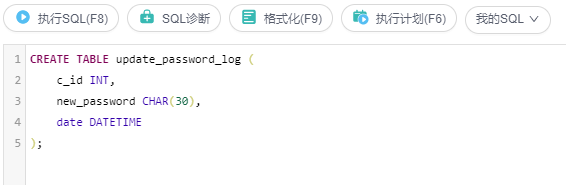 执行SQL(F8) SQL诊断 格式化(F9) 执行计划(F6) 我的SQL
1 CREATE TABLE update_password_log (
2 c_id INT,
3 new_password CHAR(30),
4 date DATETIME
5 );